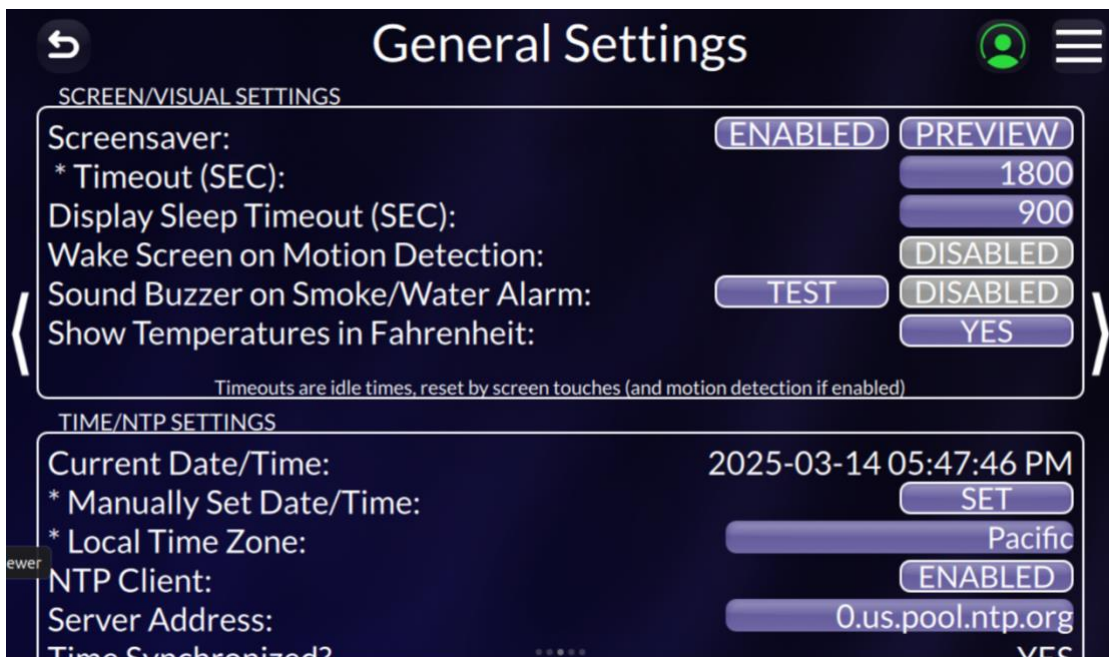 General Settings
SCREEN/VISUAL SETTINGS
Screensaver: ENABLED PREVIEW
* Timeout (SEC): 1800
Display Sleep Timeout (SEC): 900
Wake Screen on Motion Detection: DISABLED
Sound Buzzer on Smoke/Water Alarm: TEST DISABLED
Show Temperatures in Fahrenheit: YES
Timeouts are idle times, reset by screen touches (and motion detection if enabled)
TIME/NTP SETTINGS
Current Date/Time: 2025-03-14 05:47:46 PM
* Manually Set Date/Time: SET
* Local Time Zone: Pacific
ewer
NTP Client: ENABLED
Server Address: 0.us.pool.ntp.org
Time Synchronized? YES